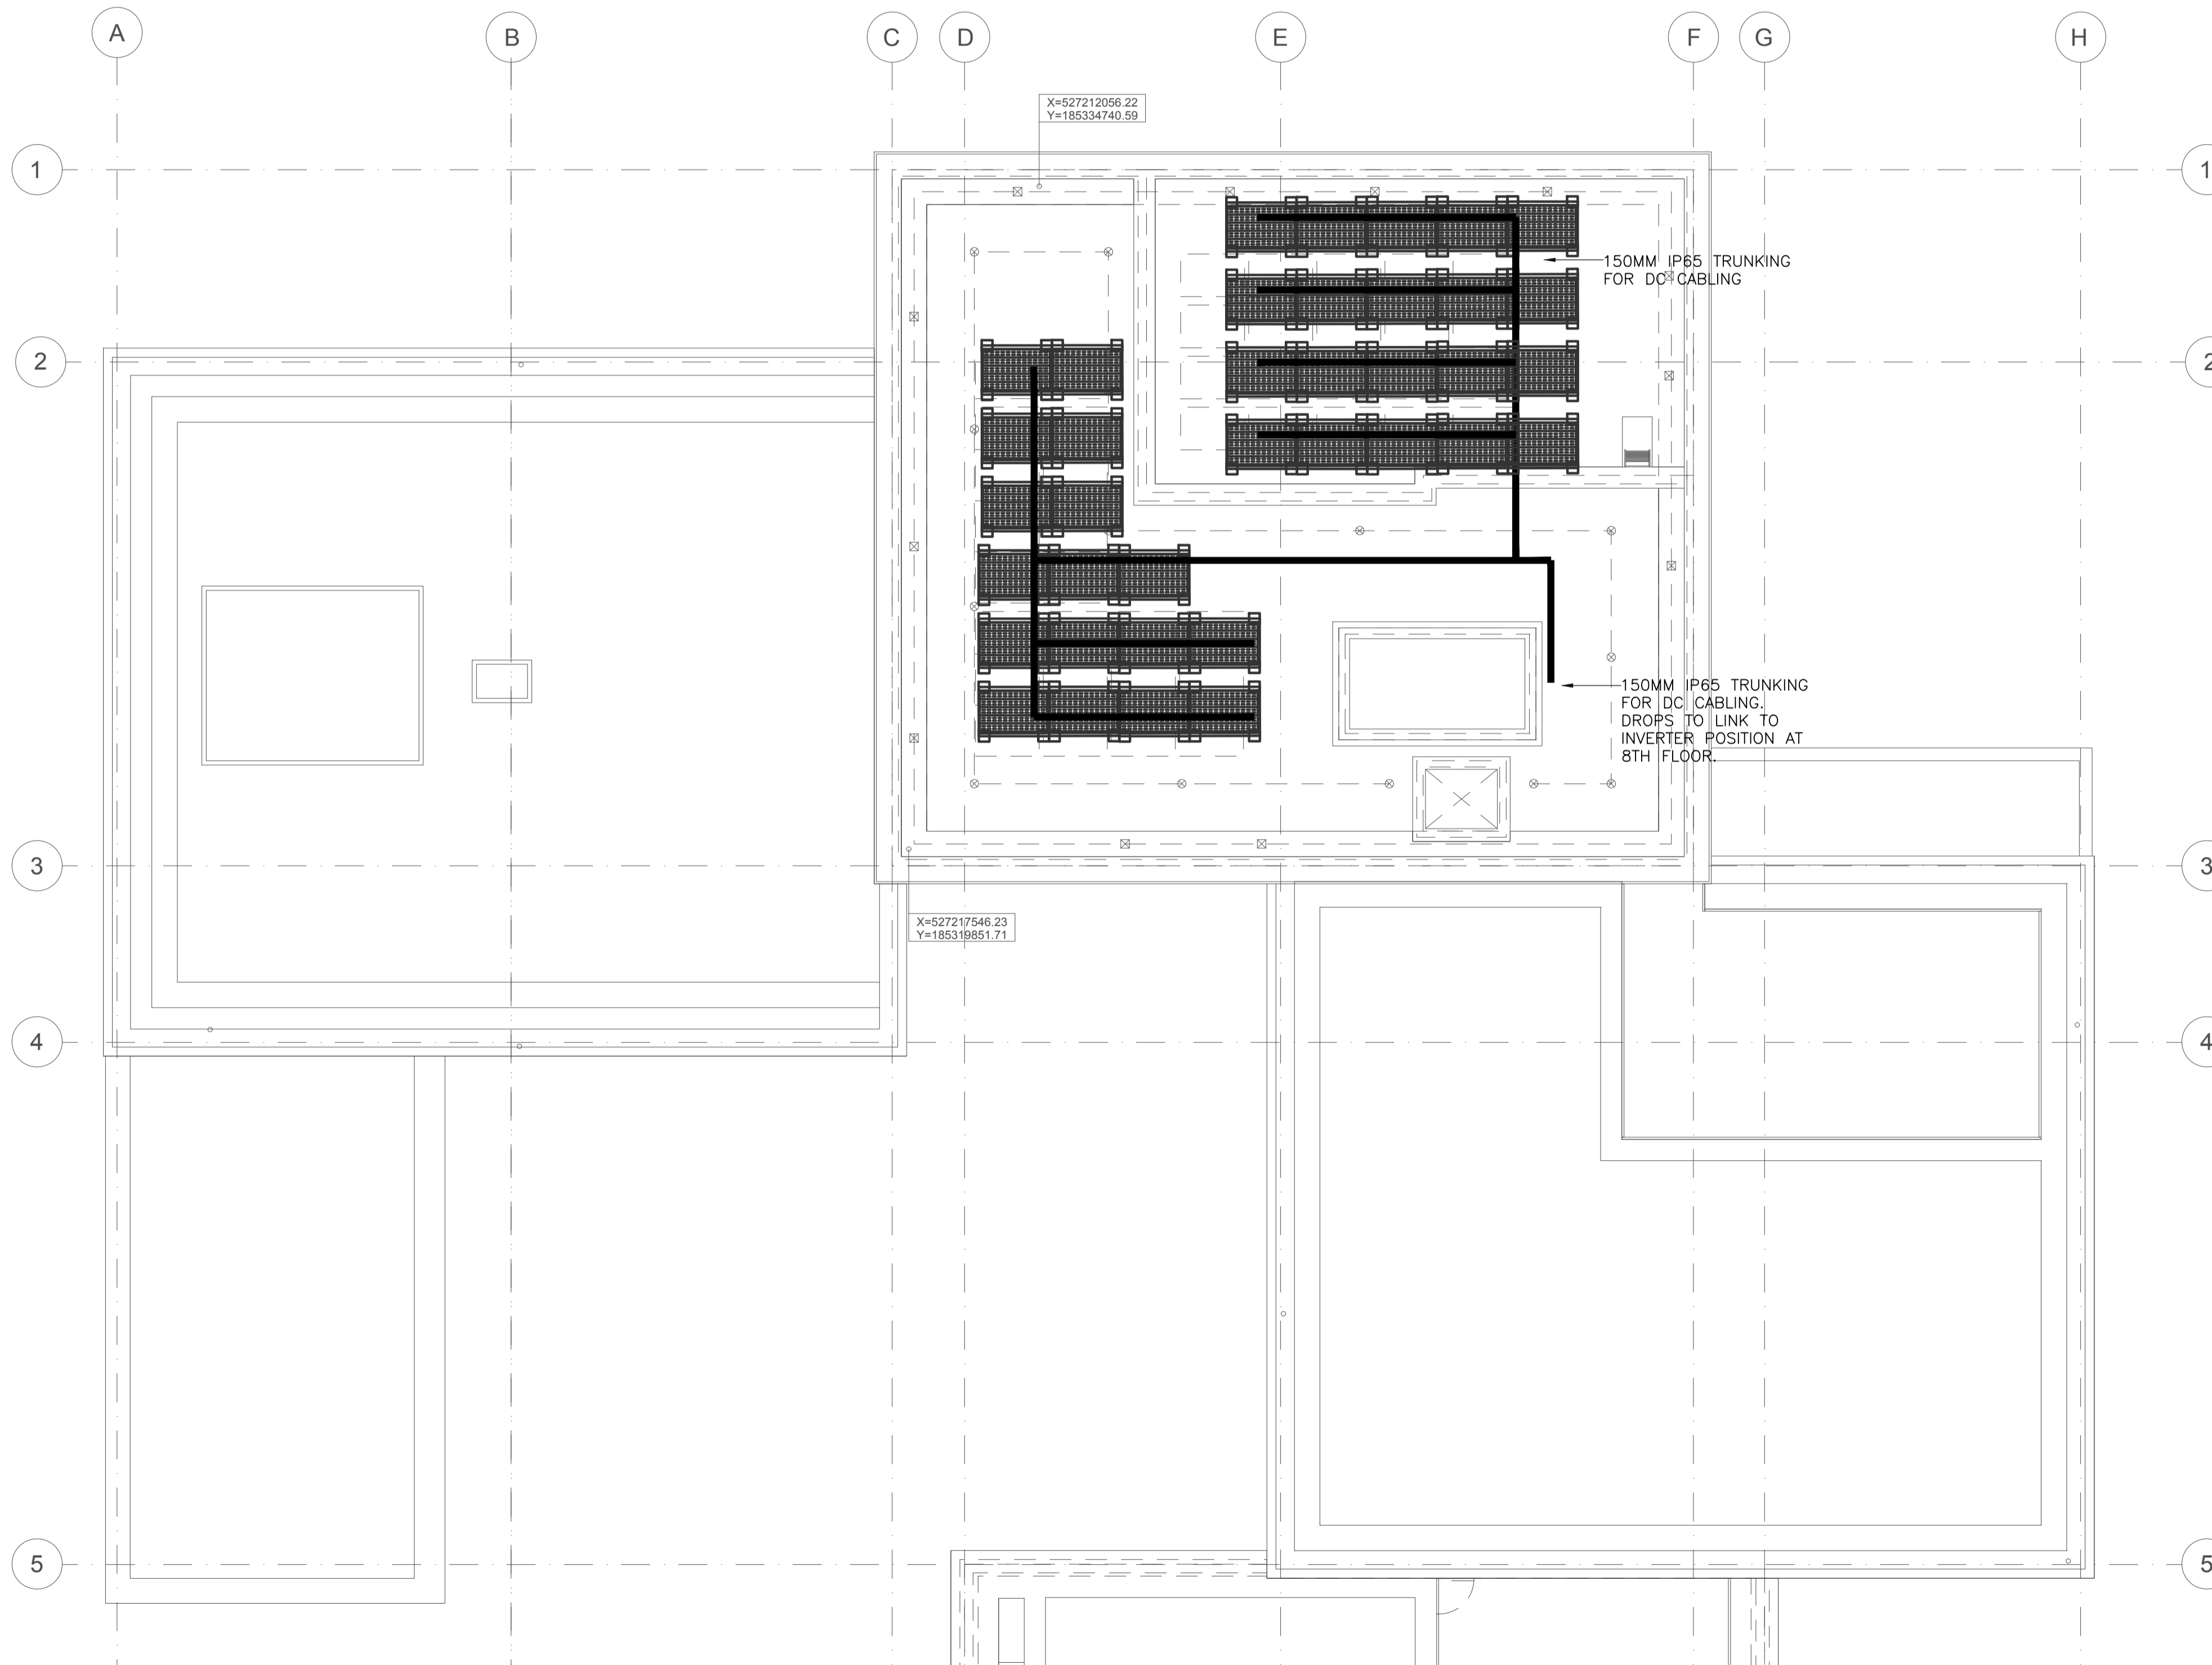 A B C D E F G H
X=527212056.22
Y=185334740.59
1 1
150MM IP65 TRUNKING
FOR DC CABLING
2 2
150MM IP65 TRUNKING
FOR DC CABLING.
DROPS TO LINK TO
INVERTER POSITION AT
8TH FLOOR.
3 3
X=527217546.23
Y=185319851.71
4 4
5 5